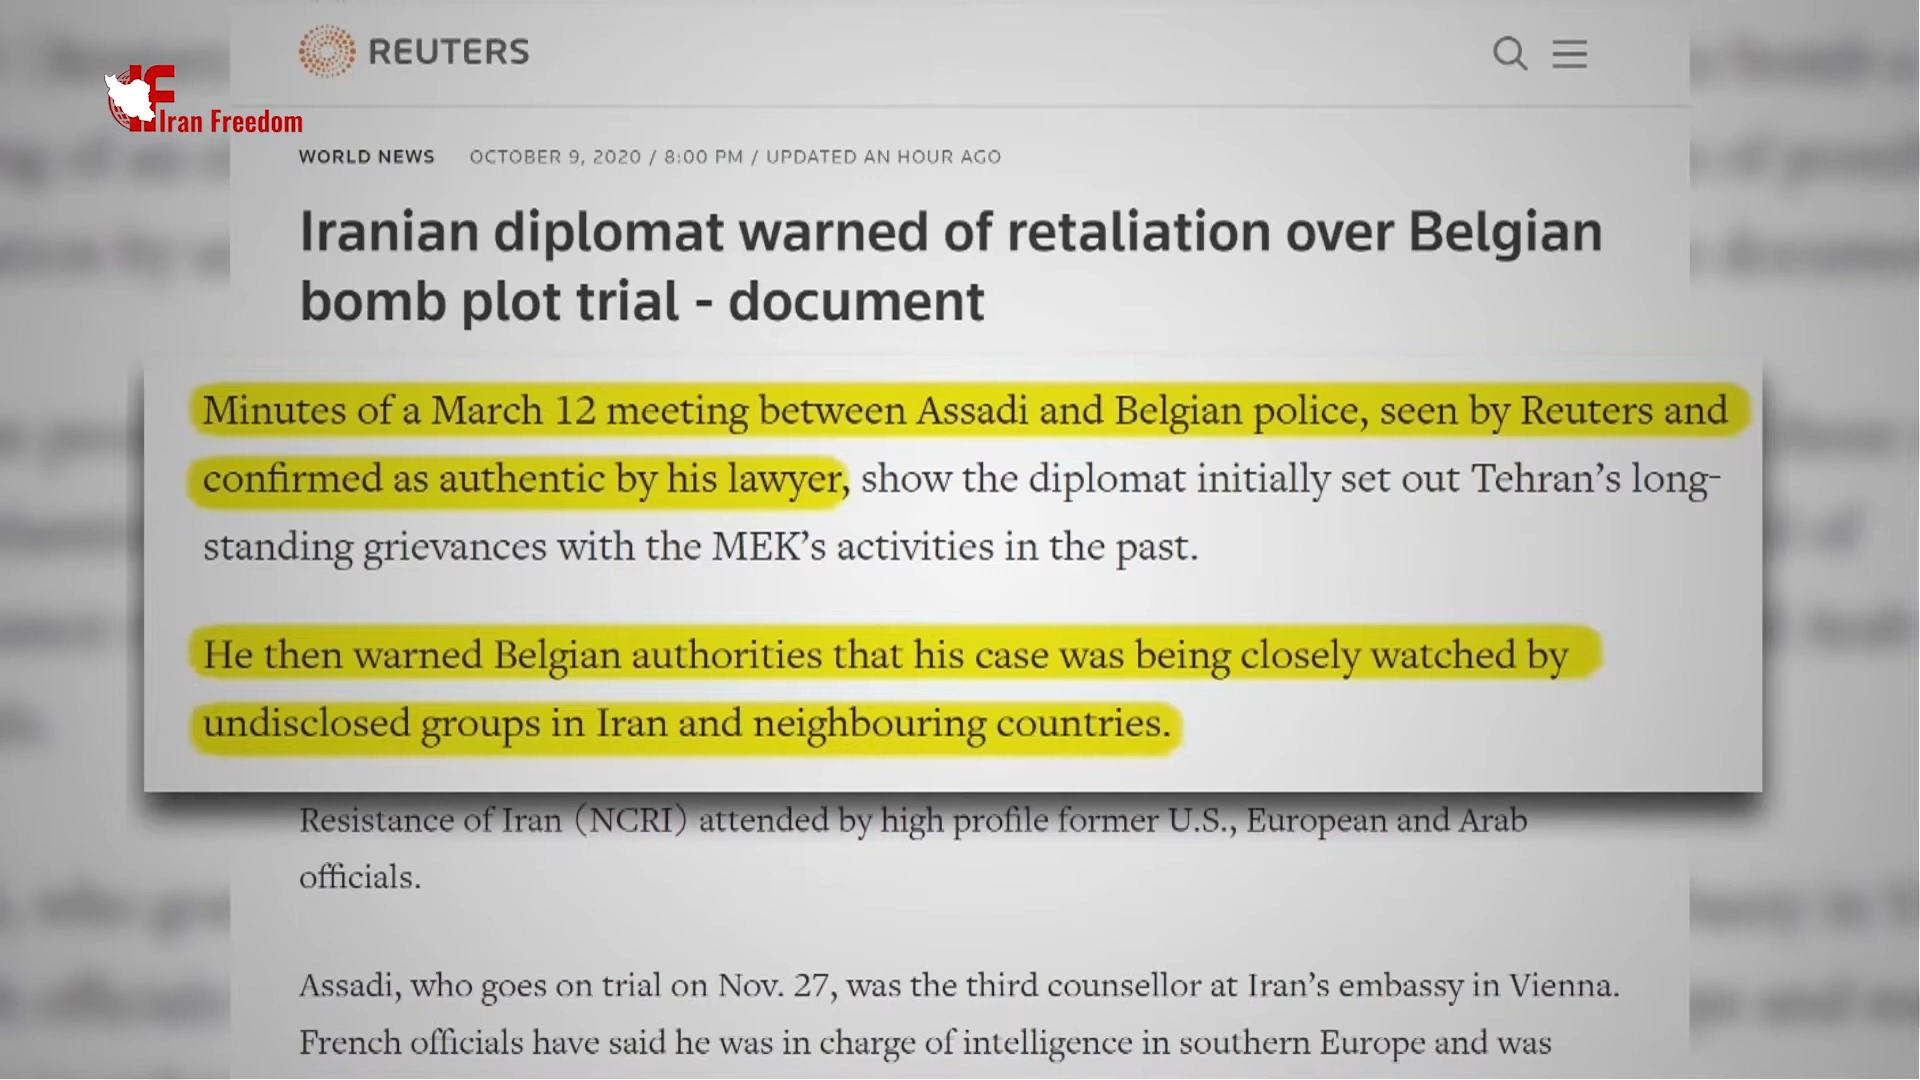 REUTERS
Iran Freedom
WORLD NEWS OCTOBER 9, 2020 / 8:00 PM / UPDATED AN HOUR AGO
Iranian diplomat warned of retaliation over Belgian
bomb plot trial - document
Minutes of a March 12 meeting between Assadi and Belgian police, seen by Reuters and
confirmed as authentic by his lawyer, show the diplomat initially set out Tehran’s long-
standing grievances with the MEK’s activities in the past.
He then warned Belgian authorities that his case was being closely watched by
undisclosed groups in Iran and neighbouring countries.
Resistance of Iran (NCRI) attended by high profile former U.S., European and Arab
officials.
Assadi, who goes on trial on Nov. 27, was the third counsellor at Iran’s embassy in Vienna.
French officials have said he was in charge of intelligence in southern Europe and was